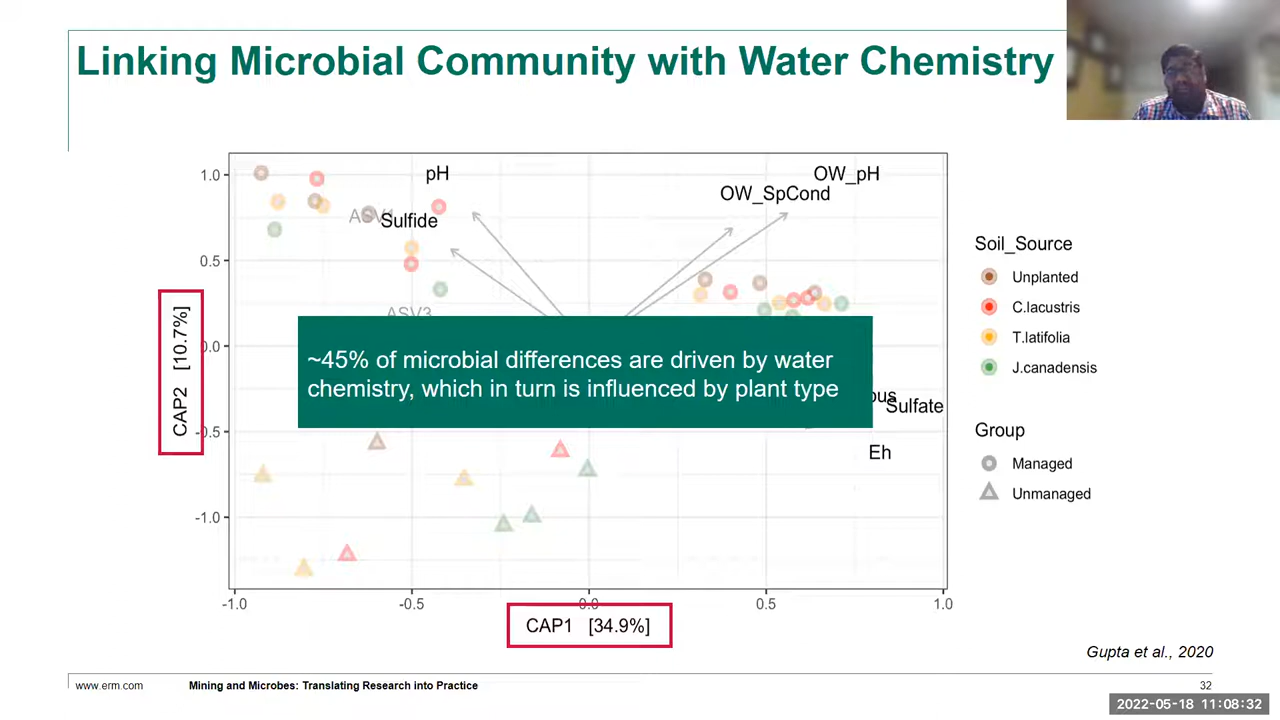 Linking Microbial Community with Water Chemistry
pH
OW_pH
OW_SpCond
Sulfide
ASV3
~45% of microbial differences are driven by water
chemistry, which in turn is influenced by plant type
Sulfate
Eh
1.0
0.5
0.0
-0.5
-1.0
CAP2 [10.7%]
-1.0
-0.5
0.0
0.5
1.0
CAP1 [34.9%]
Soil_Source
Unplanted
C.lacustris
T.latifolia
J.canadensis
Group
Managed
Unmanaged
Gupta et al., 2020
www.erm.com
Mining and Microbes: Translating Research into Practice
32
2022-05-18 11:08:32